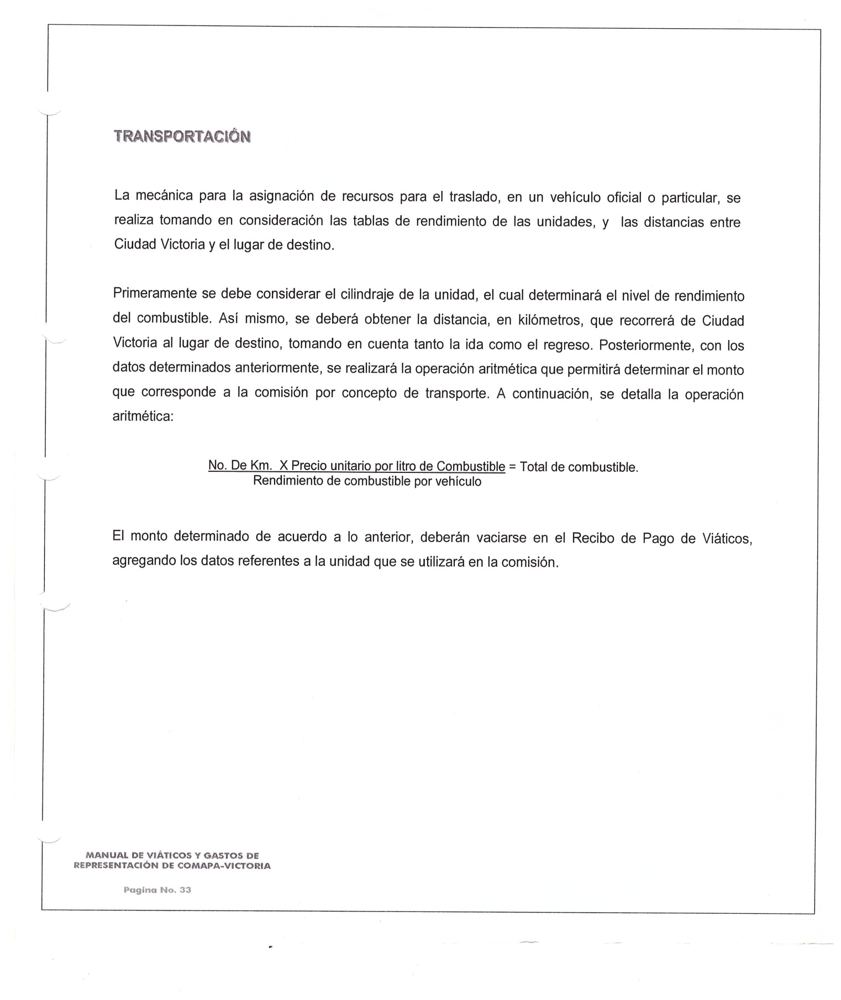 TRANSPORTACIÓN
La mecánica para la asignación de recursos para el traslado, en un vehículo oficial o particular, se
realiza tomando en consideración las tablas de rendimiento de las unidades, y las distancias entre
Ciudad Victoria y el lugar de destino.
Primeramente se debe considerar el cilindraje de la unidad, el cual determinará el nivel de rendimiento
del combustible. Así mismo, se deberá obtener la distancia, en kilómetros, que recorrerá de Ciudad
Victoria al lugar de destino, tomando en cuenta tanto la ida como el regreso. Posteriormente, con los
datos determinados anteriormente, se realizará la operación aritmética que permitirá determinar el monto
que corresponde a la comisión por concepto de transporte. A continuación, se detalla la operación
aritmética:
No. De Km. X Precio unitario por litro de Combustible = Total de combustible.
Rendimiento de combustible por vehículo
El monto determinado de acuerdo a lo anterior, deberán vaciarse en el Recibo de Pago de Viáticos,
agregando los datos referentes a la unidad que se utilizará en la comisión.
MANUAL DE VIÁTICOS Y GASTOS DE
REPRESENTACIÓN DE COMAPA-VICTORIA
Pagina No. 33